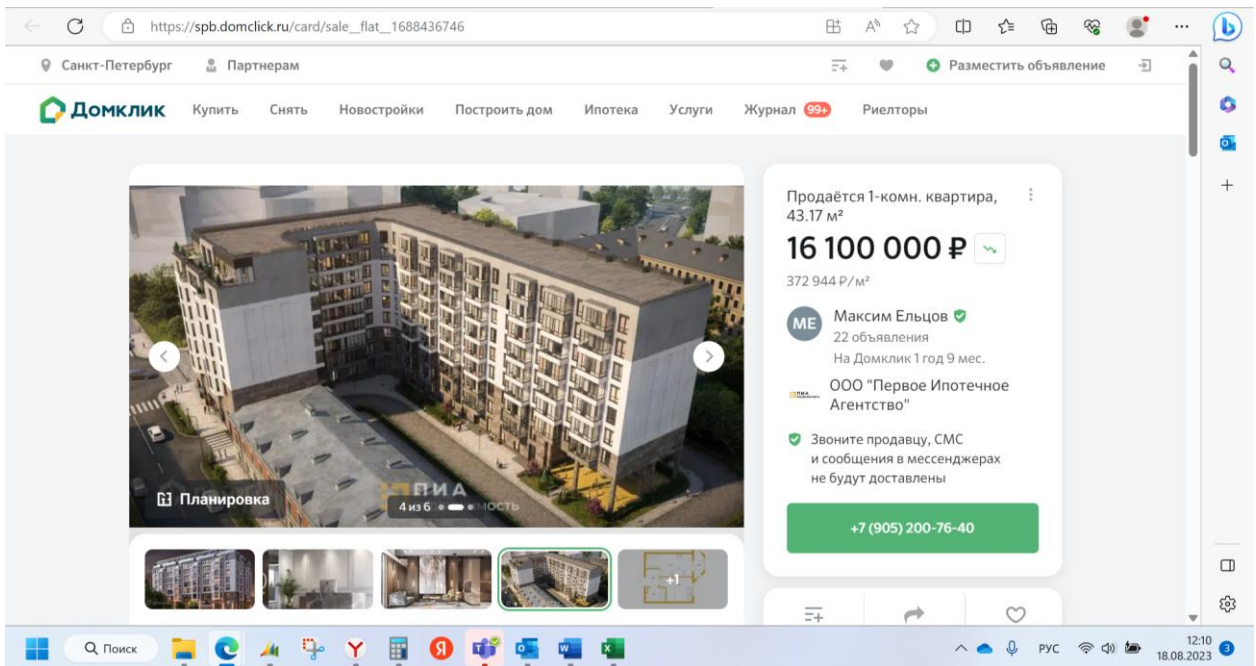 https://spb.domclick.ru/card/sale__flat__1688436746
Санкт-Петербург
Партнерам
Разместить объявление
Домклик
Купить
Снять
Новостройки
Построить дом
Ипотека
Услуги
Журнал 99+
Риелторы
Продаётся 1-комн. квартира,
43.17 м²
16 100 000 ₽
372 944 ₽/м²
МЕ
Максим Ельцов
22 объявления
На Домклик 1 год 9 мес.
ООО "Первое Ипотечное
Агентство"
Звоните продавцу, СМС
и сообщения в мессенджерах
не будут доставлены
+7 (905) 200-76-40
ПИА
Планировка
4 из 6
+1
Поиск
РУС
12:10
18.08.2023
3